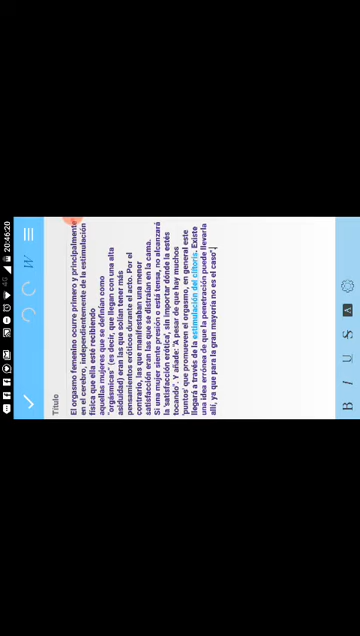 20:46:20
4G
W
Título
El orgasmo femenino ocurre primero y principalmente
en el cerebro, independientemente de la estimulación
física que ella esté recibiendo
aquellas mujeres que se definían como
"orgásmicas" (es decir, que llegan con una alta
asiduidad) eran las que solían tener más
pensamientos eróticos durante el acto. Por el
contrario, las que manifestaban una menor
satisfacción eran las que se distraían en la cama.
Si una mujer siente presión o está tensa, no alcanzará
la 'satisfacción erótica', sin importar dónde la estés
tocando'. Y añade: 'A pesar de que hay muchos
'puntos' que promueven el orgasmo, en general este
llegará a través de la estimulación del clítoris. Existe
una idea errónea de que la penetración puede llevarla
allí, ya que para la gran mayoría no es el caso'
B I U S A